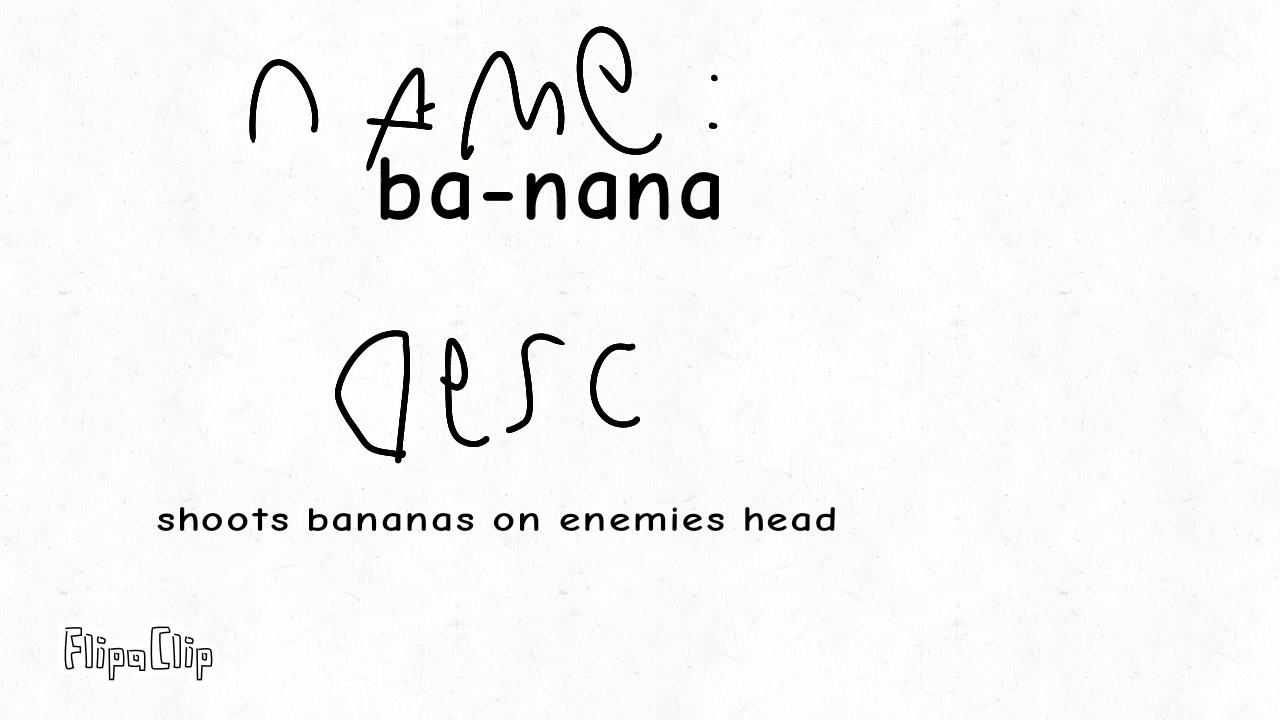 nAMe:
ba-nana
Desc
shoots bananas on enemies head
FlipaClip